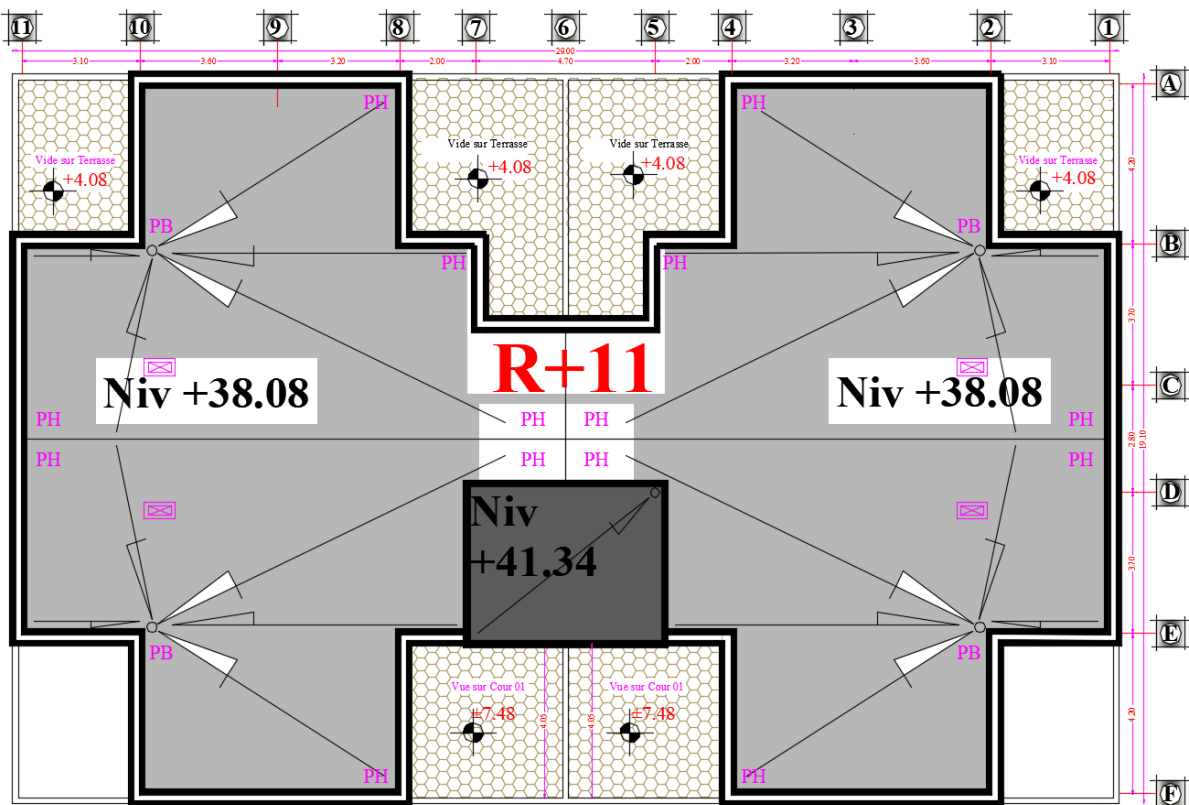 11 10 9 8 7 6 5 4 3 2 1
29.00
3.10 3.60 3.20 2.00 4.70 2.00 3.20 3.60 3.10
A
PH PH
Vide sur Terrasse Vide sur Terrasse
+4.08 +4.08
Vide sur Terrasse Vide sur Terrasse
+4.08 +4.08
4.20
PB PB
B
PH PH
3.70
R+11
Niv +38.08 Niv +38.08
C
PH PH PH PH
2.80
19.10
PH PH PH PH
D
Niv
+41.34
3.70
E
PB PB
Vue sur Cour 01 Vue sur Cour 01
±7.48 ±7.48
4.05 4.05
4.20
PH PH
F